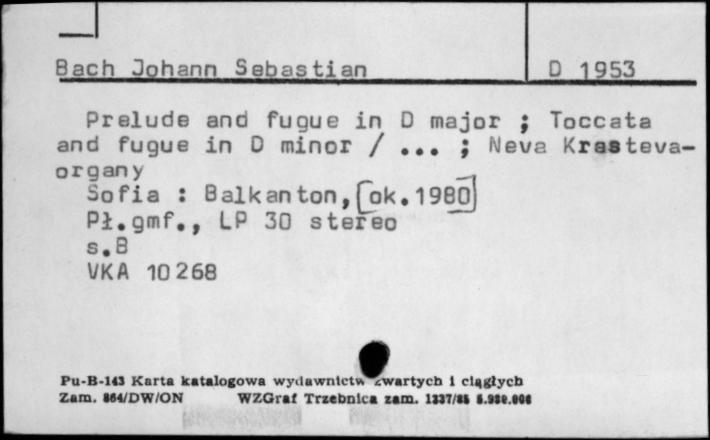 Bach Johann Sebastian D 1953
Prelude and fugue in D major ; Toccata
and fugue in D minor / ... ; Neva Krasteva-
organy
Sofia : Balkanton, [ok.1980]
Pł.gmf., LP 30 stereo
s.B
VKA 10268
Pu-B-143 Karta katalogowa wydawnictw zwartych i ciągłych
Zam. 864/DW/ON WZGraf Trzebnica zam. 1337/88